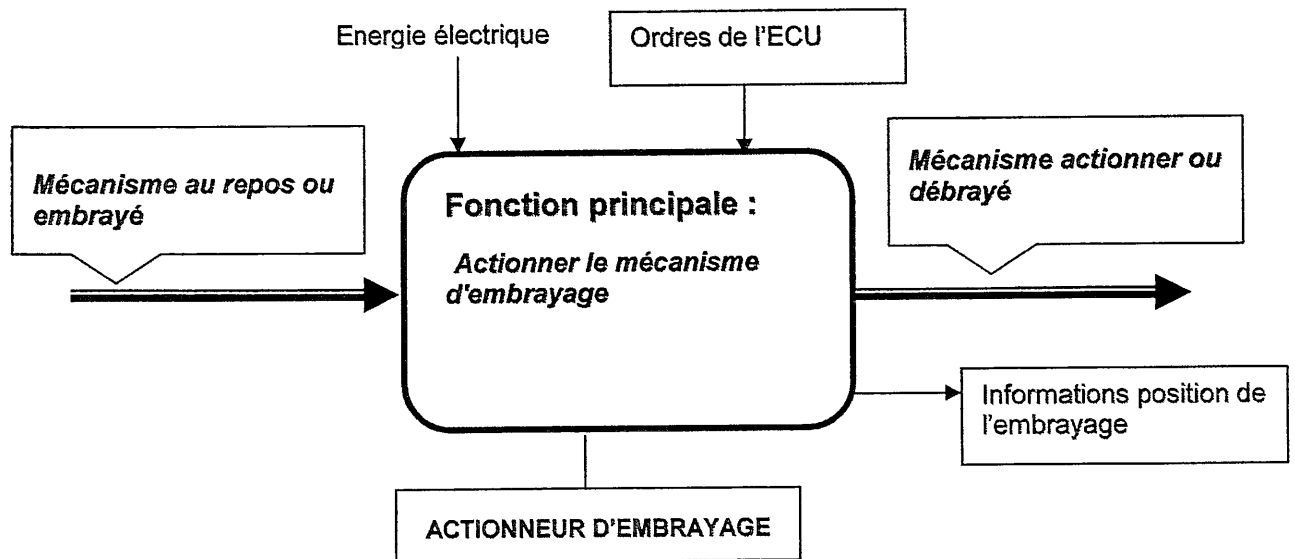 Energie électrique
Ordres de l'ECU
Mécanisme au repos ou
embrayé
Fonction principale :
Actionner le mécanisme
d'embrayage
Mécanisme actionner ou
débrayé
Informations position de
l'embrayage
ACTIONNEUR D'EMBRAYAGE